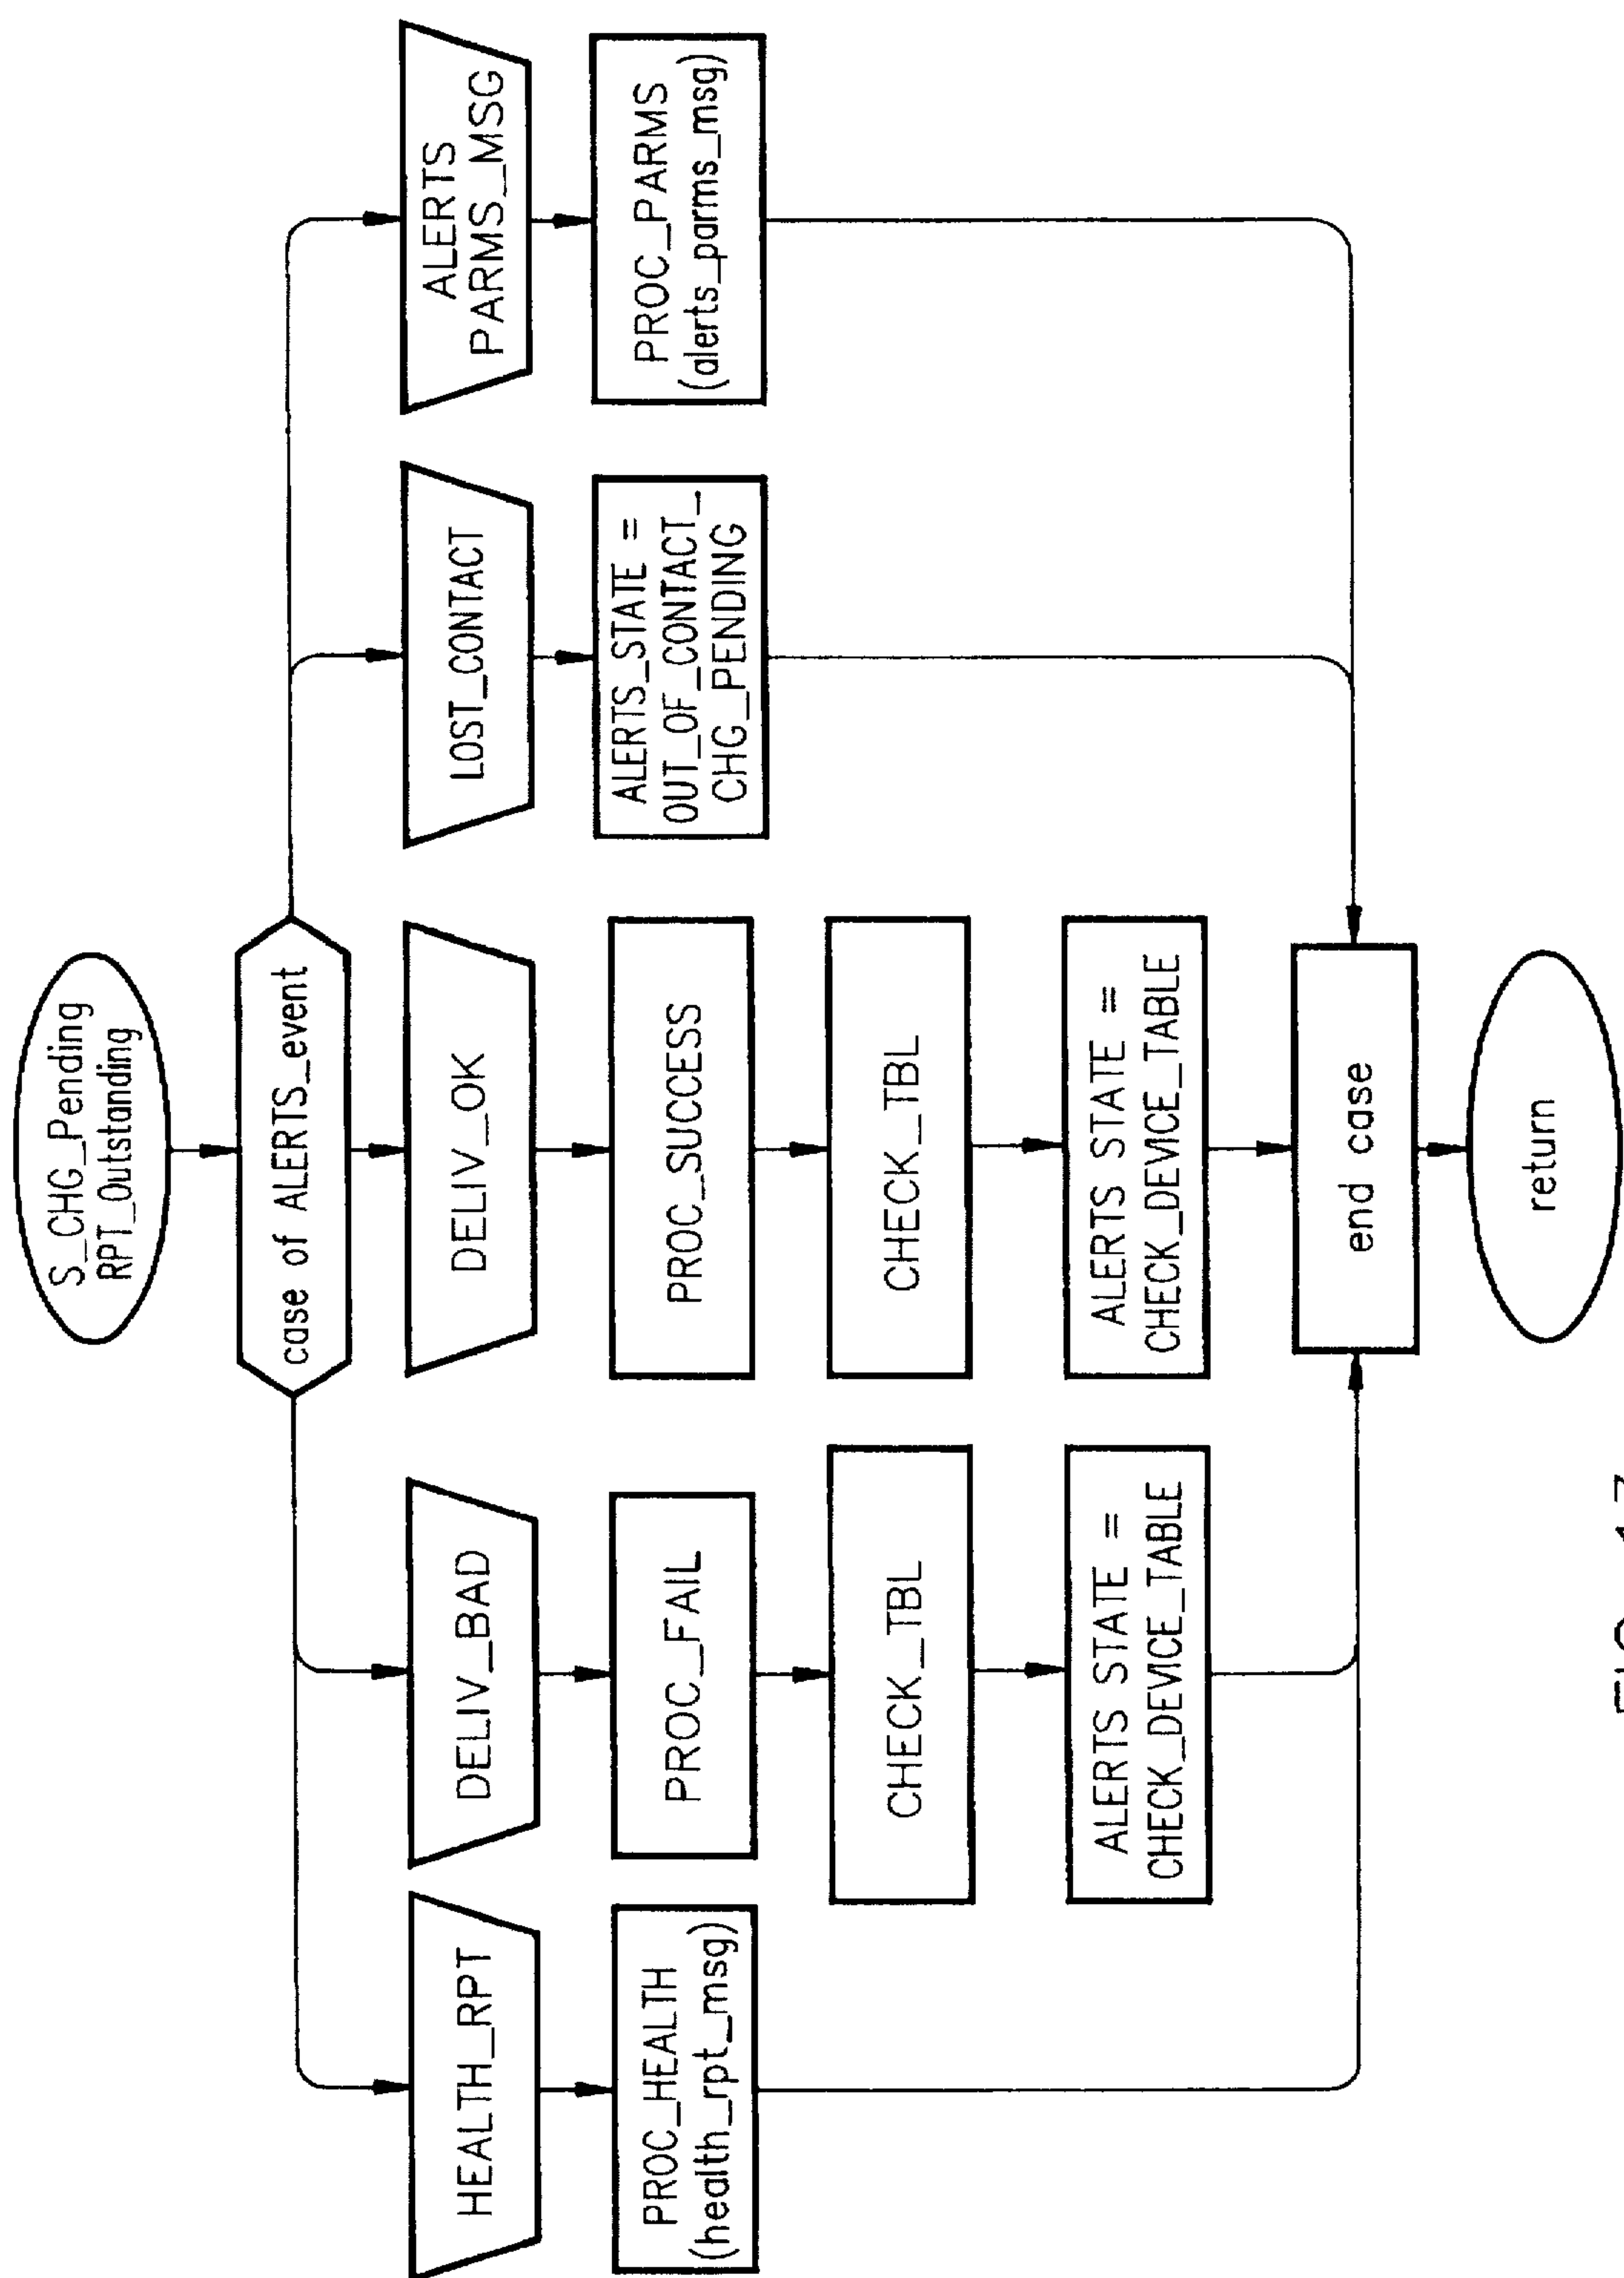 S_CHG_Pending
RPT_Outstanding
case of ALERTS_event
HEALTH_RPT
DELIV_BAD
DELIV_OK
LOST_CONTACT
ALERTS
PARMS_MSG
PROC_HEALTH
(health_rpt_msg)
PROC_FAIL
PROC_SUCCESS
ALERTS_STATE =
OUT_OF_CONTACT_
CHG_PENDING
PROC_PARMS
(alerts_parms_msg)
CHECK_TBL
CHECK_TBL
ALERTS STATE =
CHECK_DEVICE_TABLE
ALERTS STATE =
CHECK_DEVICE_TABLE
end case
return